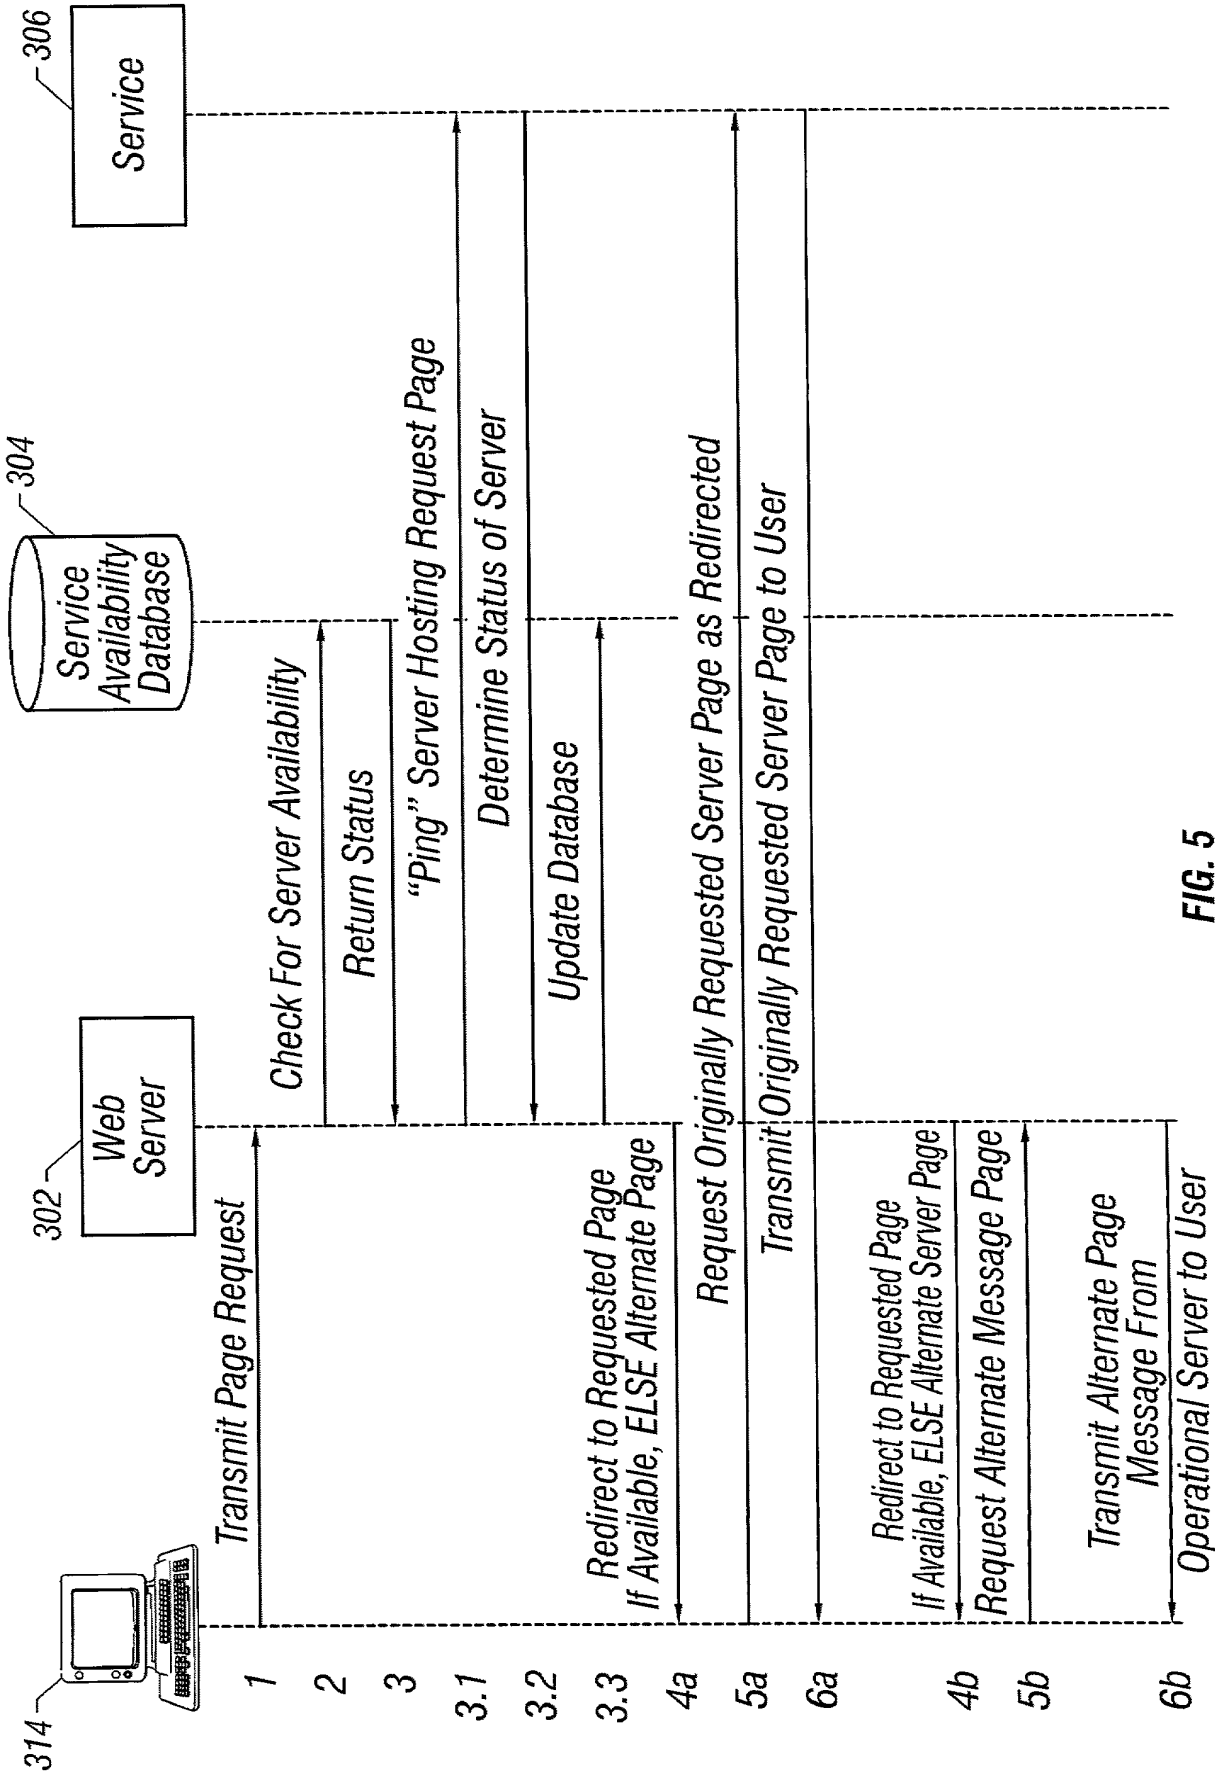 314
302
Web
Server
Service
Availability
Database
304
Service
306
1
Transmit Page Request
2
Check For Server Availability
3
Return Status
3.1
“Ping” Server Hosting Request Page
3.2
Determine Status of Server
3.3
Update Database
4a
Redirect to Requested Page
If Available, ELSE Alternate Page
5a
Request Originally Requested Server Page as Redirected
6a
Transmit Originally Requested Server Page to User
4b
Redirect to Requested Page
If Available, ELSE Alternate Server Page
5b
Request Alternate Message Page
6b
Transmit Alternate Page
Message From
Operational Server to User
FIG. 5